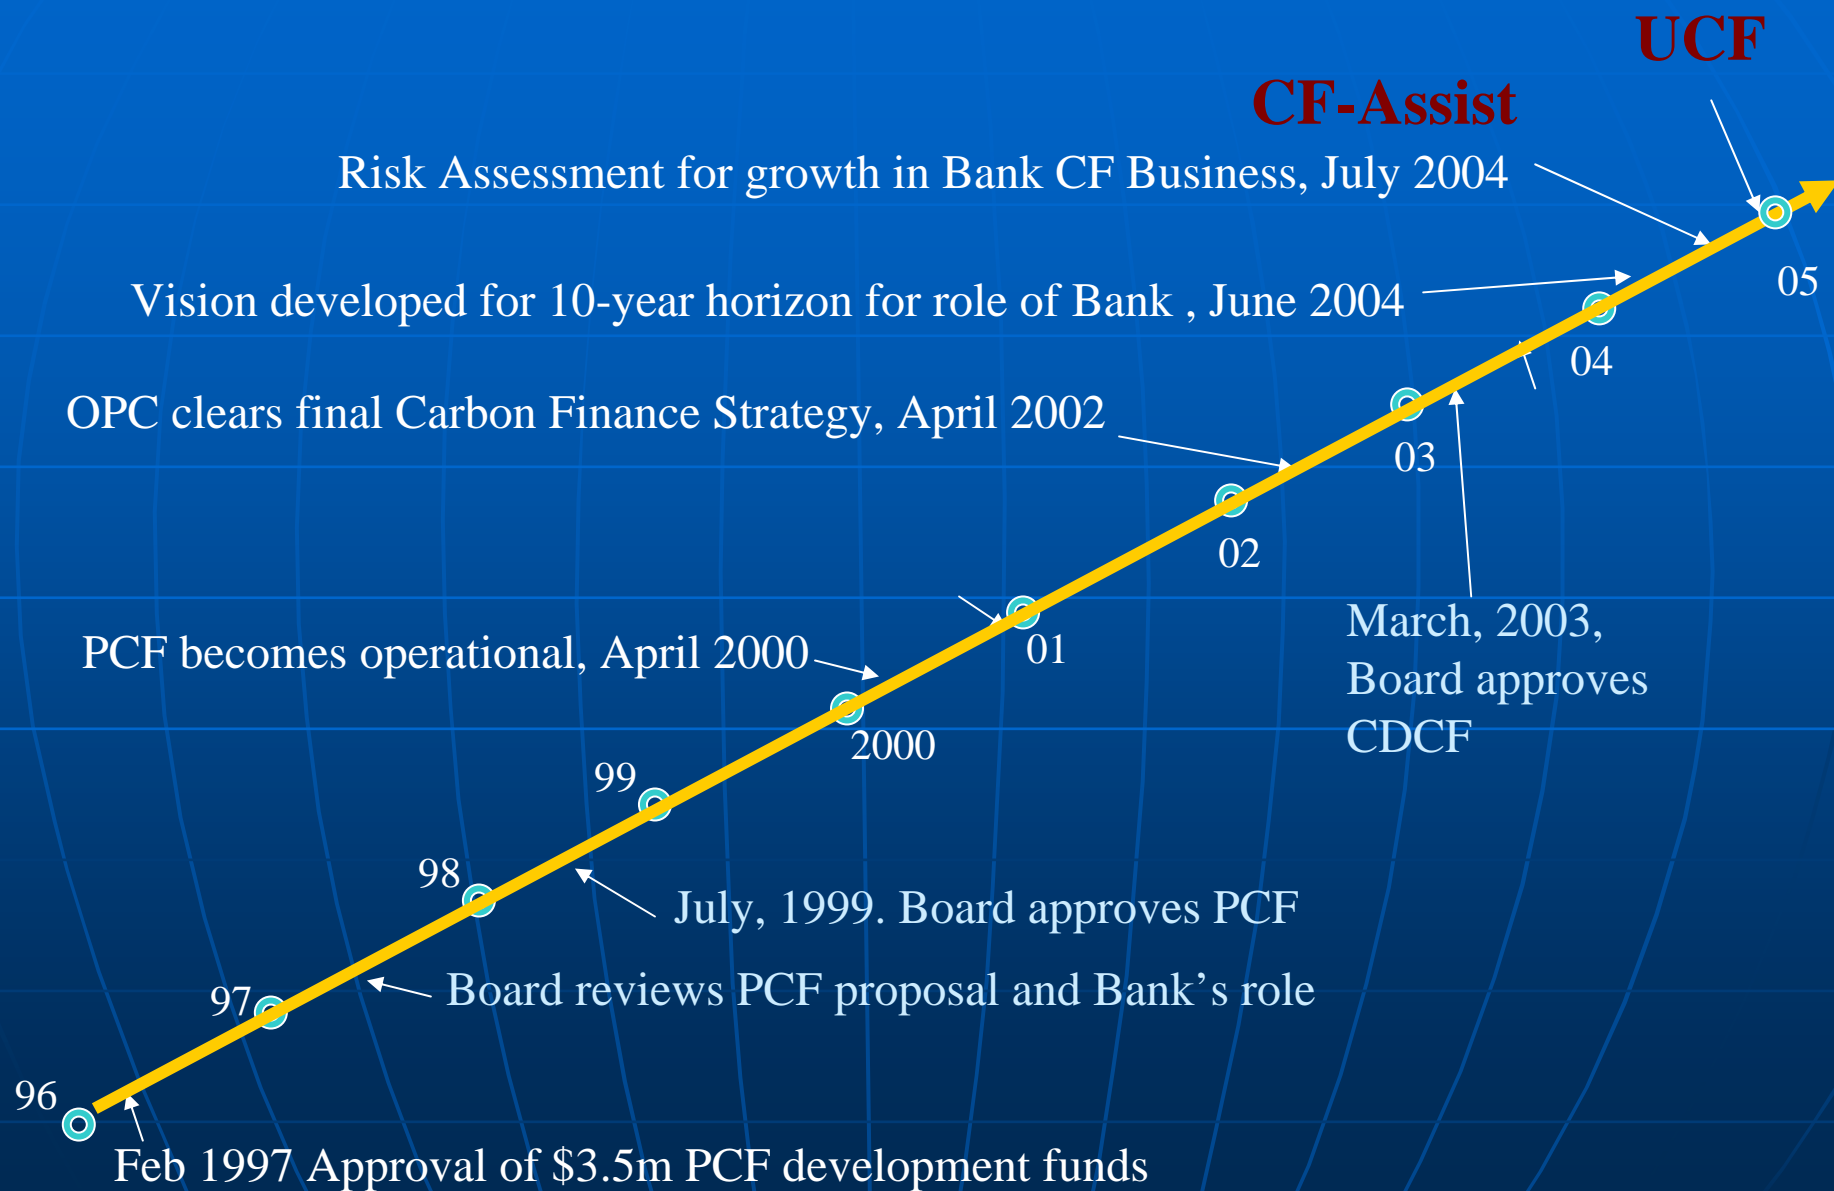 UCF
CF-Assist
Risk Assessment for growth in Bank CF Business, July 2004
05
Vision developed for 10-year horizon for role of Bank , June 2004
04
OPC clears final Carbon Finance Strategy, April 2002
03
02
March, 2003,
Board approves
CDCF
PCF becomes operational, April 2000
01
2000
99
98
July, 1999. Board approves PCF
Board reviews PCF proposal and Bank’s role
97
96
Feb 1997 Approval of $3.5m PCF development funds